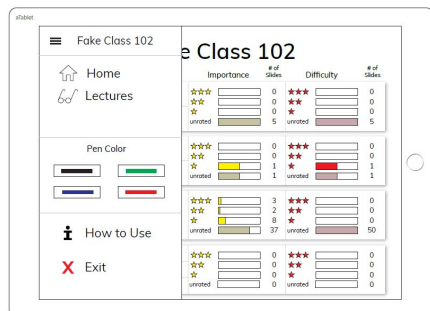 aTablet
Fake Class 102
e Class 102
Home
Lectures
Pen Color
How to Use
X Exit
Importance # of Slides Difficulty # of Slides
0 0
0 0
0 0
unrated 5 unrated 5
0 0
0 0
1 1
unrated 1 unrated 1
3 0
2 0
8 0
unrated 37 unrated 50
0 0
0 0
0 0
unrated 0 unrated 0